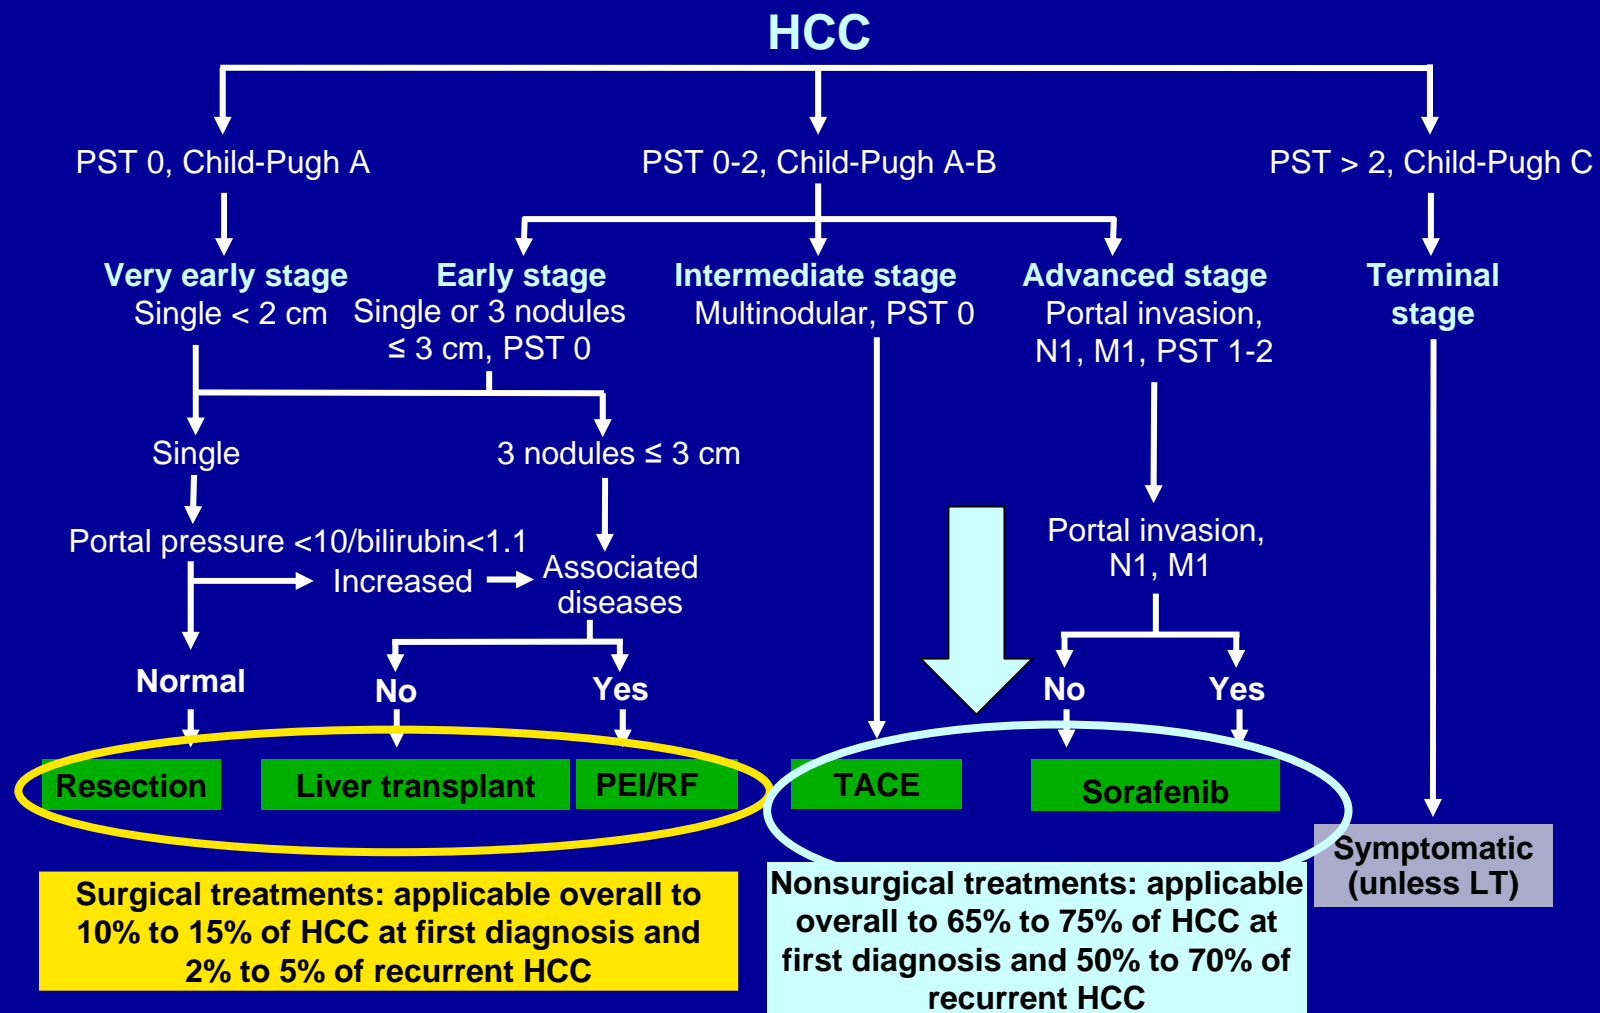 HCC
PST 0, Child-Pugh A
PST 0-2, Child-Pugh A-B
PST > 2, Child-Pugh C
Very early stage
Single < 2 cm
Early stage
Single or 3 nodules
≤ 3 cm, PST 0
Intermediate stage
Multinodular, PST 0
Advanced stage
Portal invasion,
N1, M1, PST 1-2
Terminal
stage
Single
3 nodules ≤ 3 cm
Portal pressure <10/bilirubin<1.1
Increased
Associated
diseases
Portal invasion,
N1, M1
Normal
No
Yes
No
Yes
Resection
Liver transplant
PEI/RF
TACE
Sorafenib
Symptomatic
(unless LT)
Surgical treatments: applicable overall to
10% to 15% of HCC at first diagnosis and
2% to 5% of recurrent HCC
Nonsurgical treatments: applicable
overall to 65% to 75% of HCC at
first diagnosis and 50% to 70% of
recurrent HCC